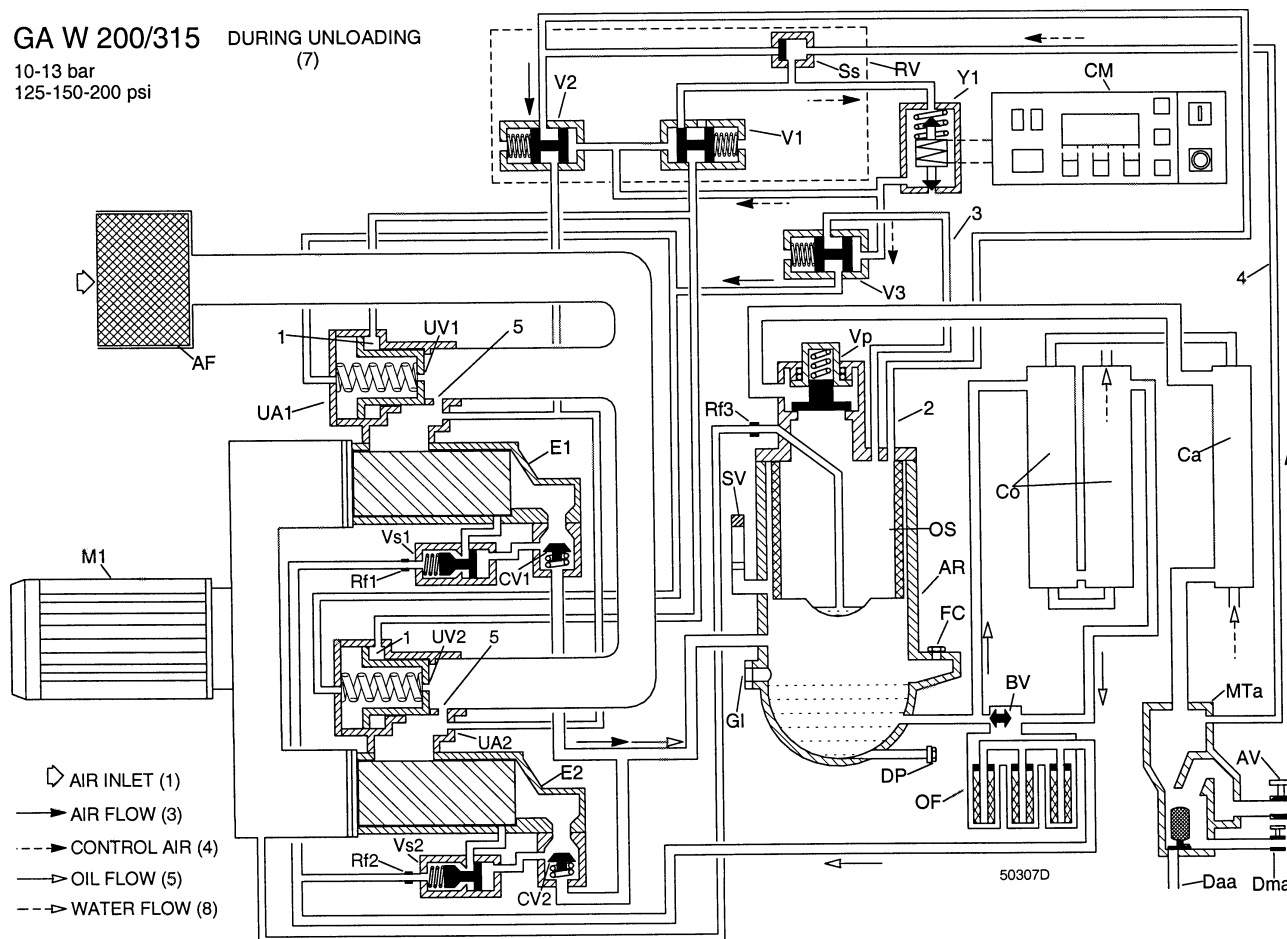 GA W 200/315 DURING UNLOADING
(7)
10-13 bar
125-150-200 psi
Ss
RV
Y1
CM
V2
V1
3
V3
4
AF
1
UV1
5
UA1
Vp
Rf3
2
E1
Ca
Co
SV
OS
Vs1
M1
Rf1
CV1
AR
FC
1
UV2
5
GI
BV
MTa
UA2
E2
DP
AV
OF
AIR INLET (1)
AIR FLOW (3)
CONTROL AIR (4)
OIL FLOW (5)
WATER FLOW (8)
Vs2
Rf2
CV2
50307D
Daa
Dma